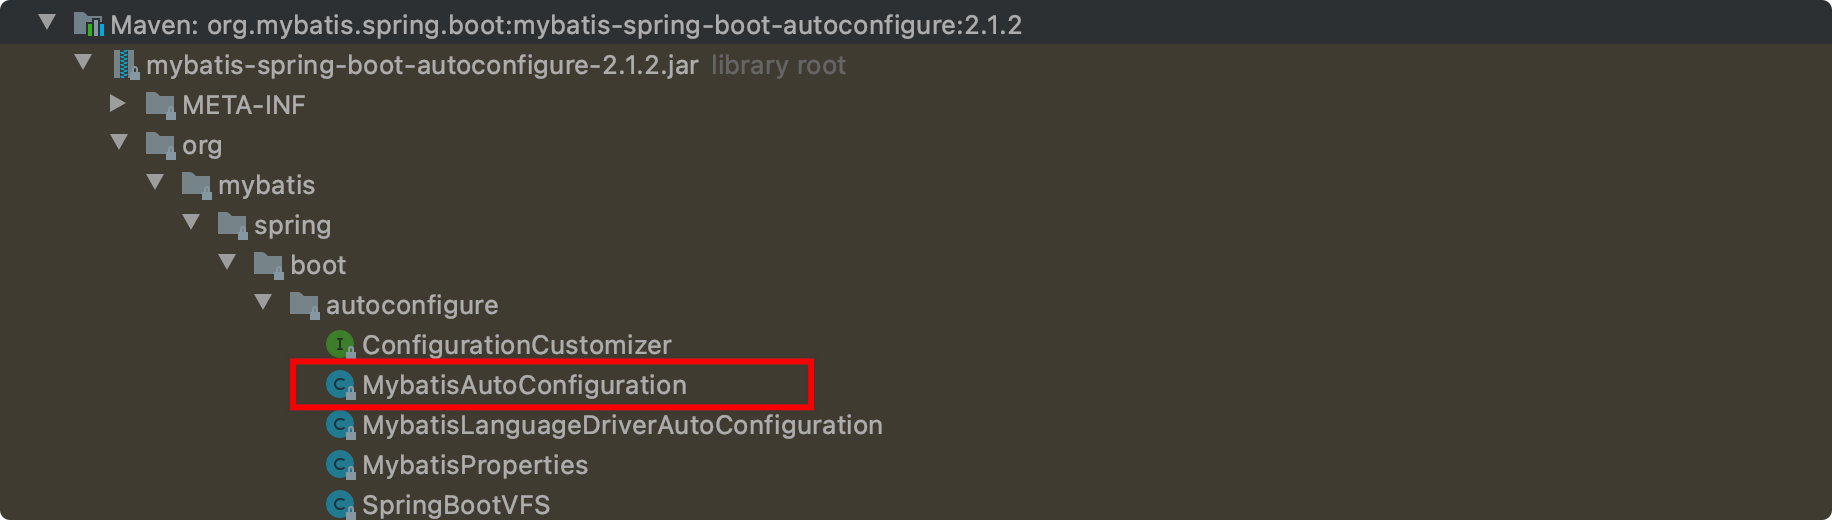 Maven: org.mybatis.spring.boot:mybatis-spring-boot-autoconfigure:2.1.2
mybatis-spring-boot-autoconfigure-2.1.2.jar library root
META-INF
org
mybatis
spring
boot
autoconfigure
I ConfigurationCustomizer
C MybatisAutoConfiguration
C MybatisLanguageDriverAutoConfiguration
C MybatisProperties
C SpringBootVFS